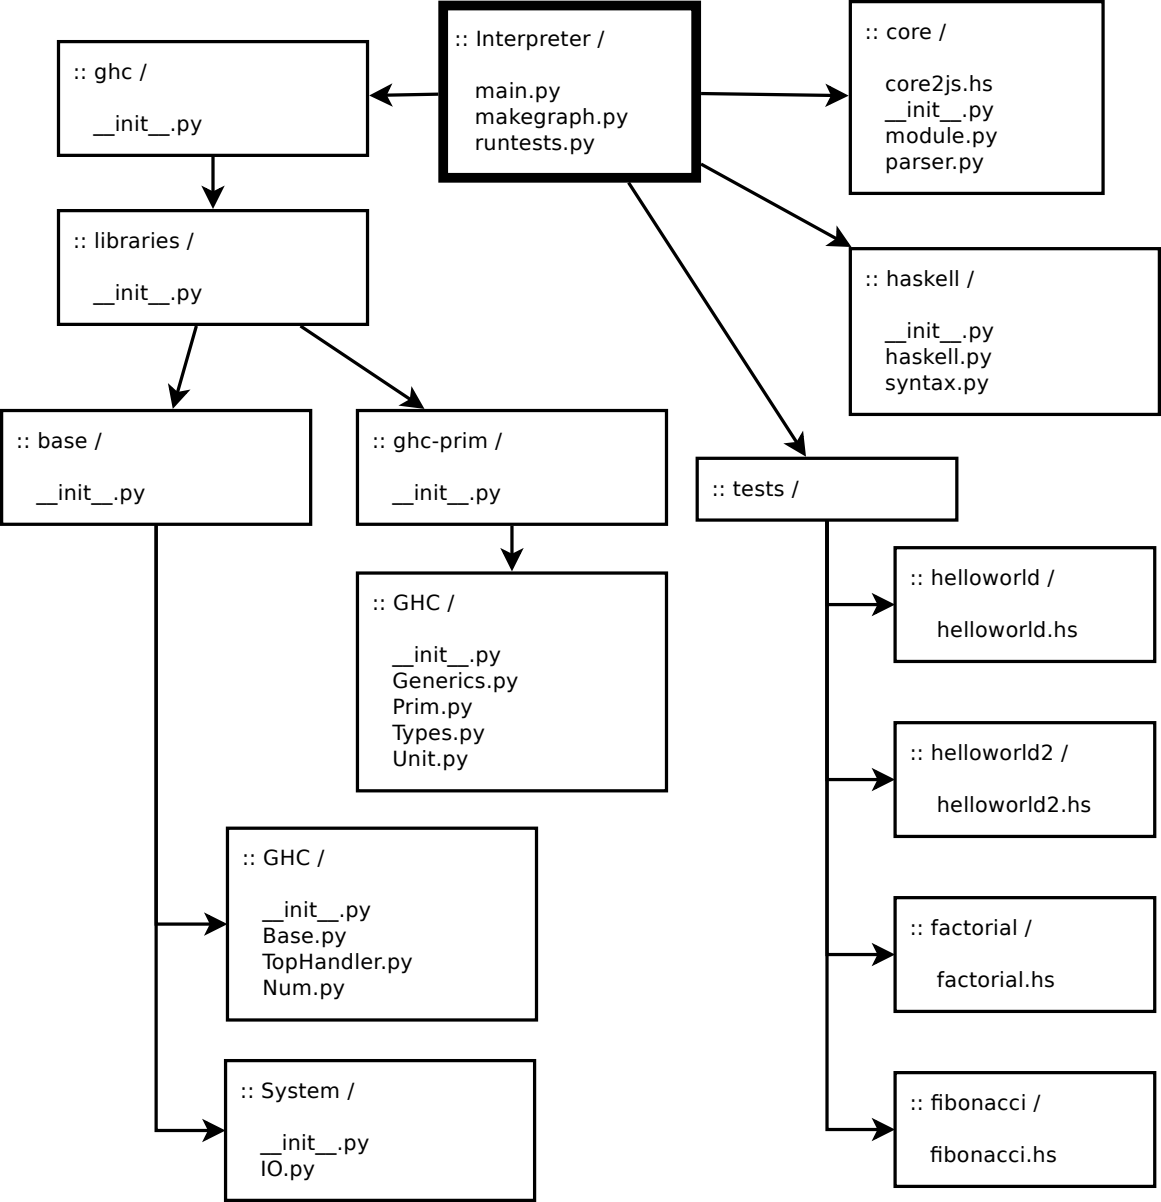 :: Interpreter /
main.py
makegraph.py
runtests.py
:: core /
core2js.hs
__init__.py
module.py
parser.py
:: ghc /
__init__.py
:: libraries /
__init__.py
:: haskell /
__init__.py
haskell.py
syntax.py
:: base /
__init__.py
:: ghc-prim /
__init__.py
:: tests /
:: GHC /
__init__.py
Generics.py
Prim.py
Types.py
Unit.py
:: helloworld /
helloworld.hs
:: helloworld2 /
helloworld2.hs
:: GHC /
__init__.py
Base.py
TopHandler.py
Num.py
:: factorial /
factorial.hs
:: System /
__init__.py
IO.py
:: fibonacci /
fibonacci.hs